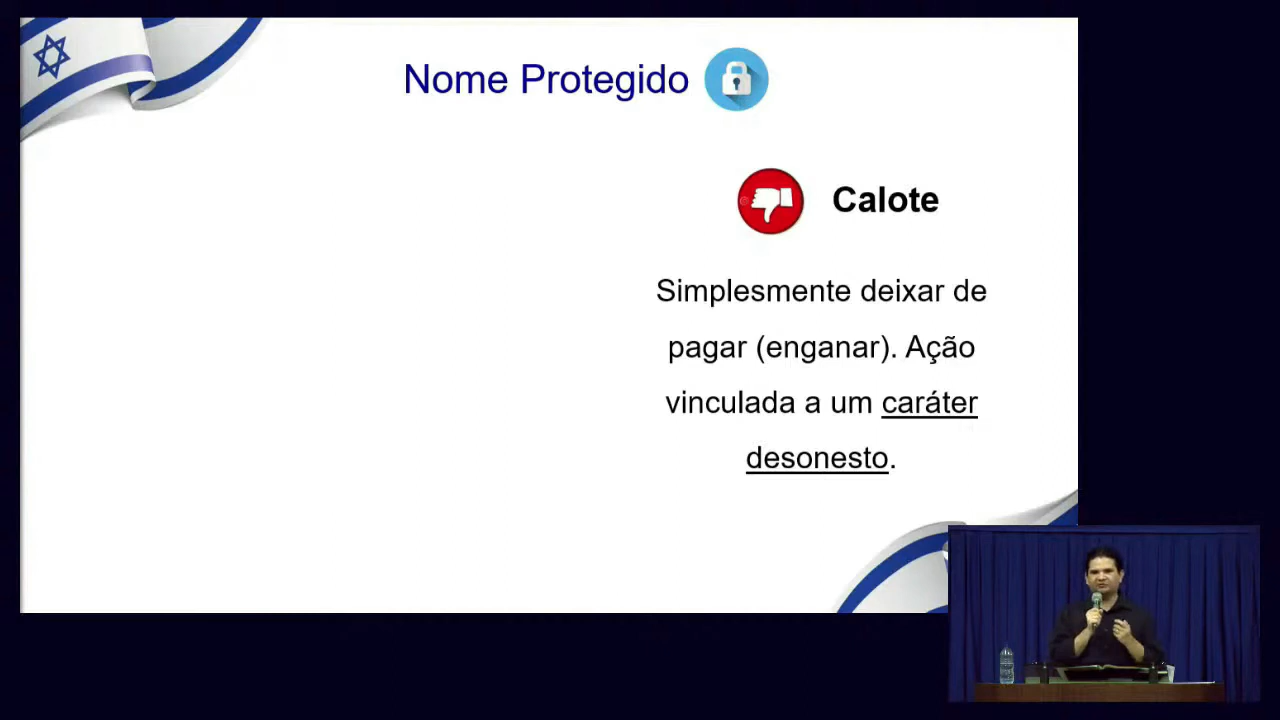 Nome Protegido
Calote
Simplesmente deixar de
pagar (enganar). Ação
vinculada a um caráter
desonesto.